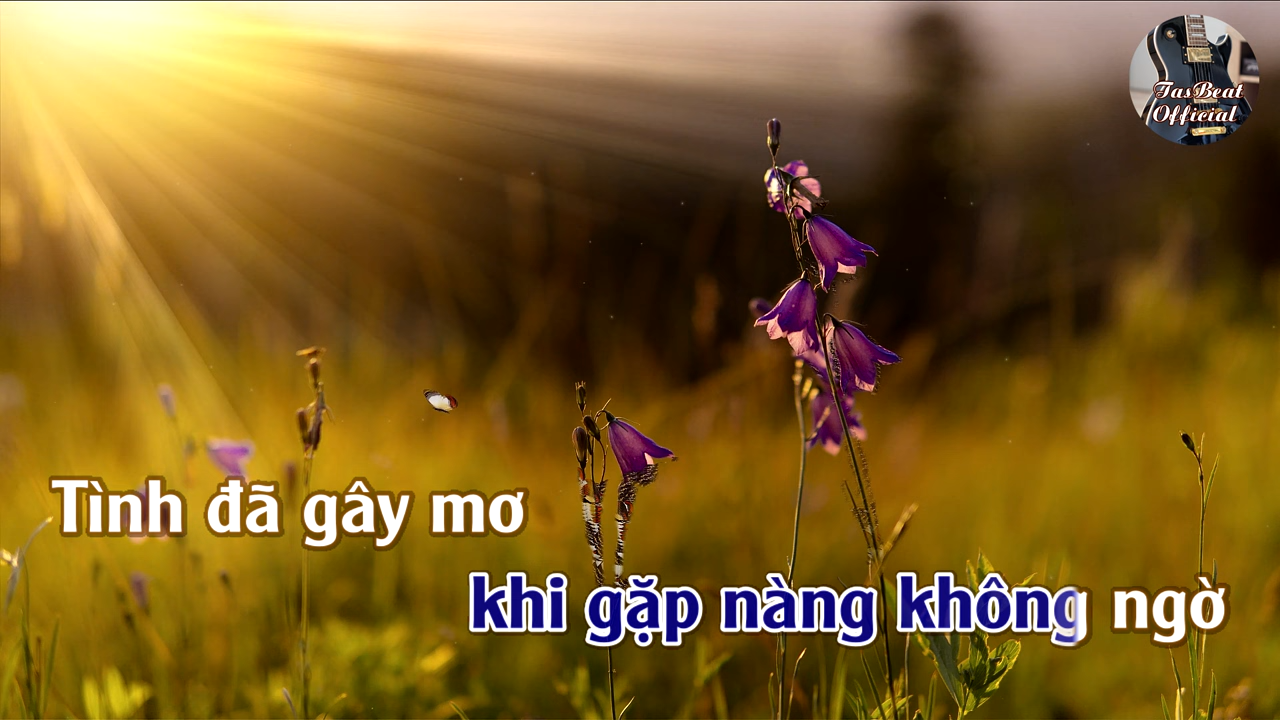 TasBeat
Official
Tình đã gây mơ
khi gặp nàng không ngờ